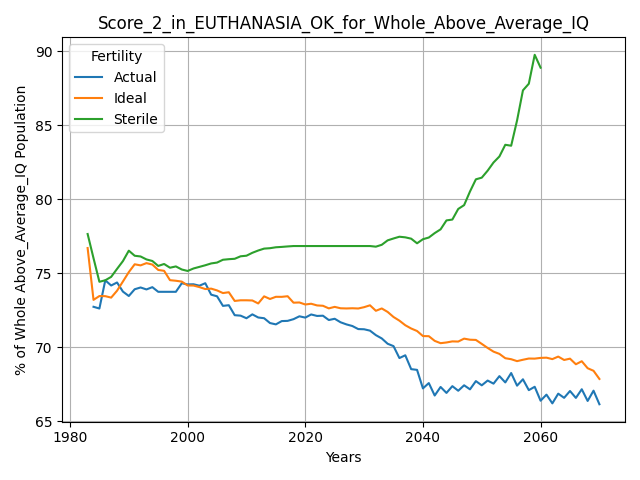 Score_2_in_EUTHANASIA_OK_for_Whole_Above_Average_IQ
Fertility
Actual
Ideal
Sterile
% of Whole Above_Average_IQ Population
90
85
80
75
70
65
1980
2000
2020
2040
2060
Years